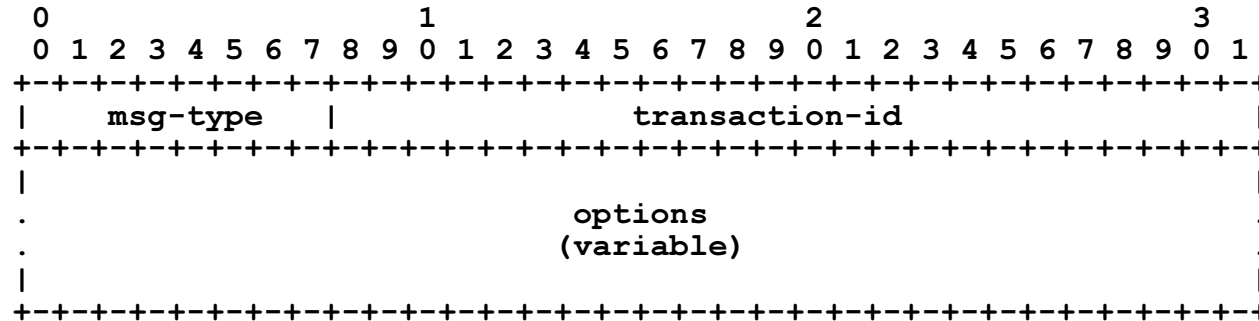 0                   1                   2                   3
 0 1 2 3 4 5 6 7 8 9 0 1 2 3 4 5 6 7 8 9 0 1 2 3 4 5 6 7 8 9 0 1
+-+-+-+-+-+-+-+-+-+-+-+-+-+-+-+-+-+-+-+-+-+-+-+-+-+-+-+-+-+-+-+-+
|    msg-type   |               transaction-id                  |
+-+-+-+-+-+-+-+-+-+-+-+-+-+-+-+-+-+-+-+-+-+-+-+-+-+-+-+-+-+-+-+-+
|                                                               |
.                            options                            .
.                           (variable)                          .
|                                                               |
+-+-+-+-+-+-+-+-+-+-+-+-+-+-+-+-+-+-+-+-+-+-+-+-+-+-+-+-+-+-+-+-+